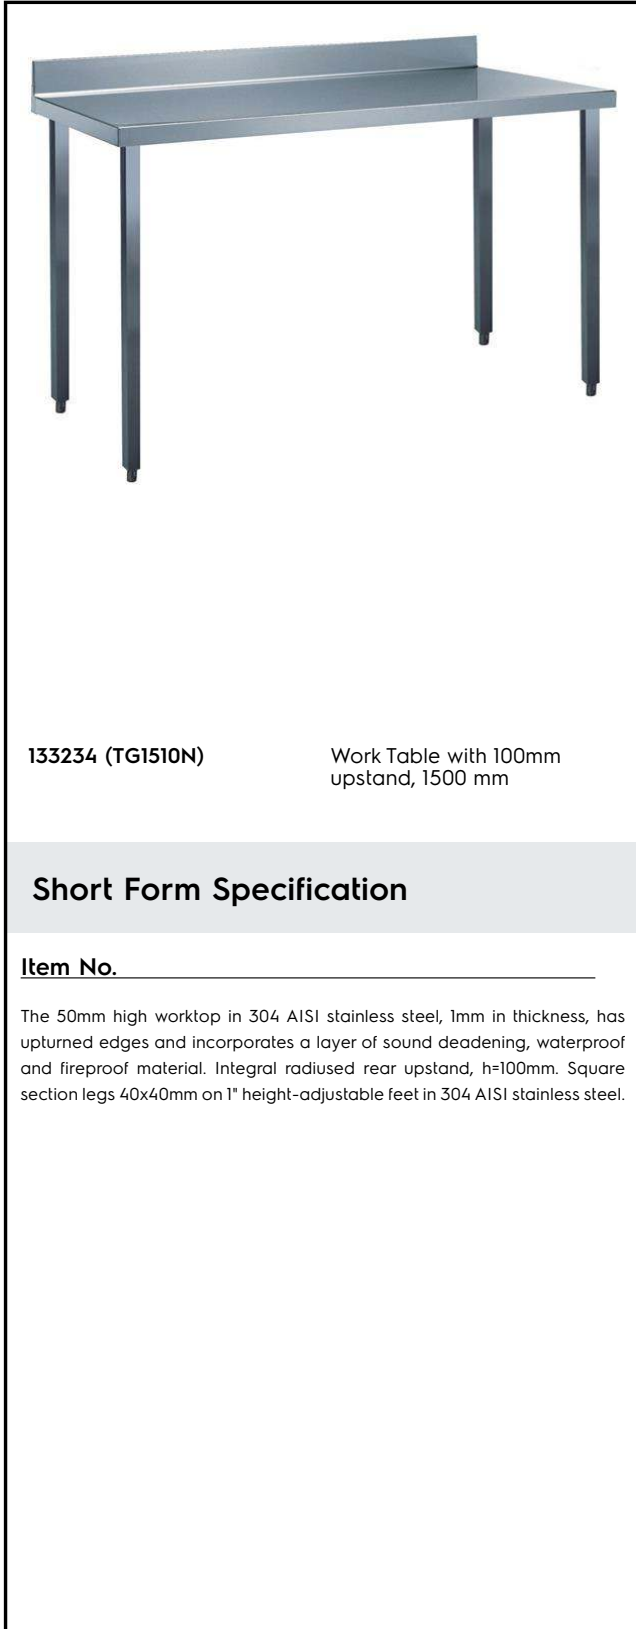 133234 (TG1510N)
Work Table with 100mm
upstand, 1500 mm
Short Form Specification
Item No.
The 50mm high worktop in 304 AISI stainless steel, 1mm in thickness, has
upturned edges and incorporates a layer of sound deadening, waterproof
and fireproof material. Integral radiused rear upstand, h=100mm. Square
section legs 40x40mm on 1" height-adjustable feet in 304 AISI stainless steel.